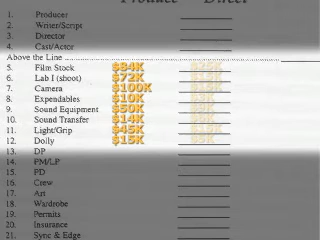 Produce Direct
1. Producer
2. Writer/Script
3. Director
4. Cast/Actor
Above the Line
5. Film Stock $84K $25K
6. Lab I (shoot) $72K
7. Camera $100K
8. Expendables $10K
9. Sound Equipment $50K
10. Sound Transfer $14K
11. Light/Grip $45K
12. Dolly $15K
13. DP
14. PM/LP
15. PD
16. Crew
17. Art
18. Wardrobe
19. Permits
20. Insurance
21. Sync & Edge